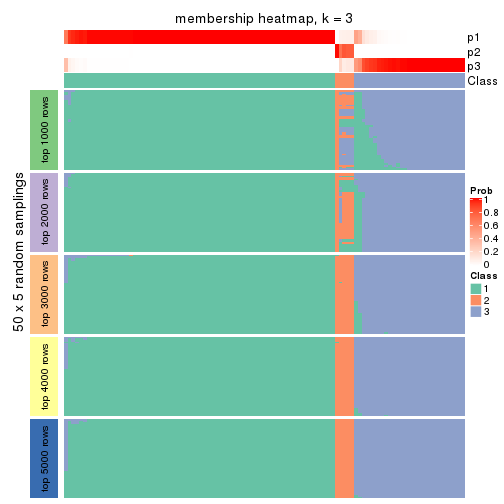 membership heatmap, k = 3
p1
p2
p3
Class
50 x 5 random samplings
top 1000 rows
top 2000 rows
top 3000 rows
top 4000 rows
top 5000 rows
Prob
1
0.8
0.6
0.4
0.2
0
Class
1
2
3